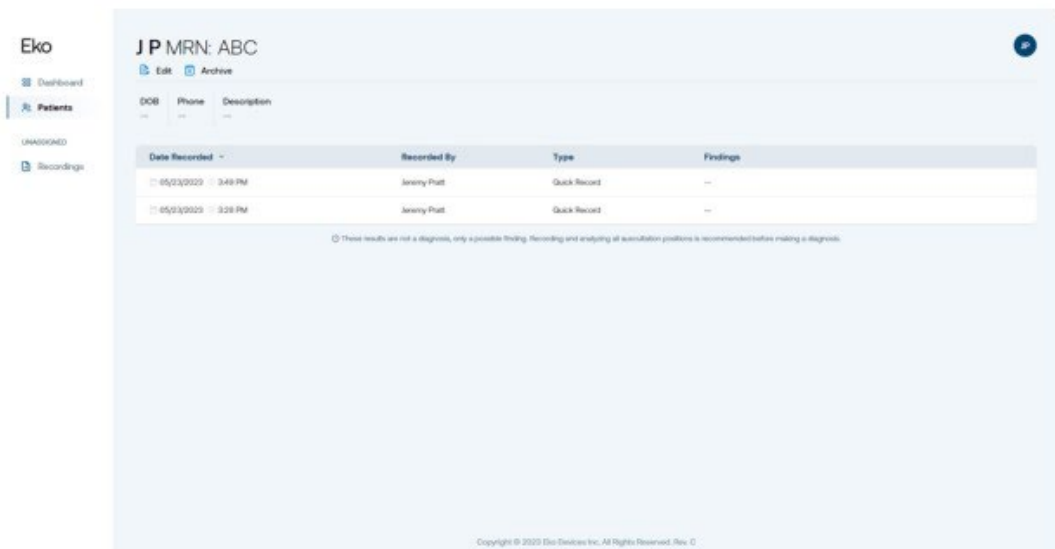 Eko
Dashboard
Patients
UNASSIGNED
Recordings
J P MRN: ABC
Edit Archive
JP
DOB Phone Description
-- -- --
Date Recorded Recorded By Type Findings
05/23/2023 3:49 PM Jeremy Pratt Quick Record --
05/23/2023 3:28 PM Jeremy Pratt Quick Record --
These results are not a diagnosis, only a possible finding. Recording and analyzing all auscultation positions is recommended before making a diagnosis.
Copyright © 2023 Eko Devices Inc. All Rights Reserved. Rev. C